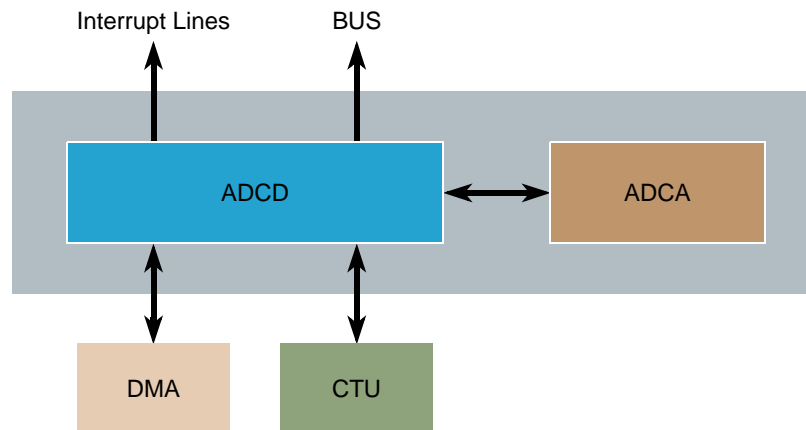 Interrupt Lines
BUS
ADCD
ADCA
DMA
CTU